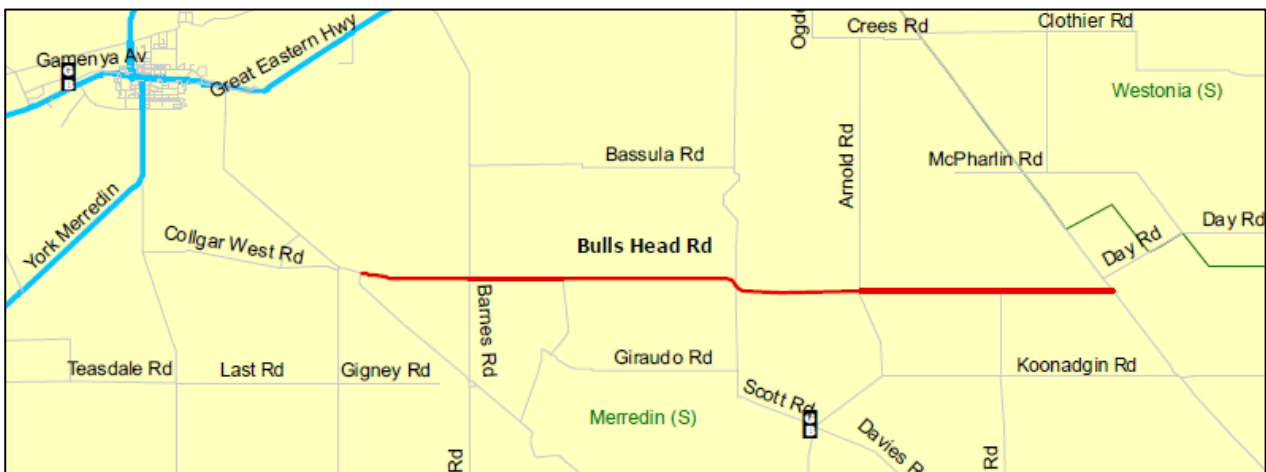 Ogde
Crees Rd
Clothier Rd
Gamenya Av
Great Eastern Hwy
Westonia (S)
Arnold Rd
Bassula Rd
McPharlin Rd
York Merredin
Collgar West Rd
Bulls Head Rd
Day Rd
Day Rd
Barnes Rd
Teasdale Rd
Last Rd
Gigney Rd
Giraudo Rd
Koonadgin Rd
Scott Rd
Merredin (S)
Davies R
Rd
Rd